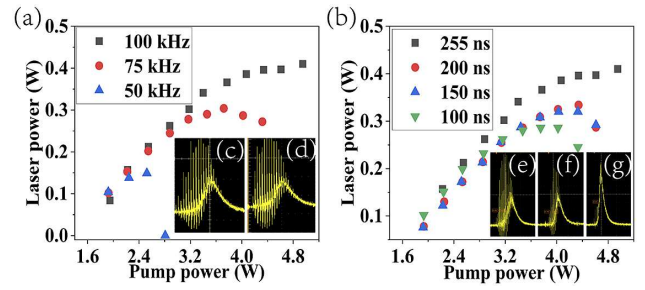 (a)
100 kHz
75 kHz
50 kHz
Laser power (W)
0.4
0.3
0.2
0.1
0.0
(c)
(d)
1.6 2.4 3.2 4.0 4.8
Pump power (W)
(b)
255 ns
200 ns
150 ns
100 ns
Laser power (W)
0.5
0.4
0.3
0.2
0.1
(e)
(f)
(g)
1.6 2.4 3.2 4.0 4.8
Pump power (W)